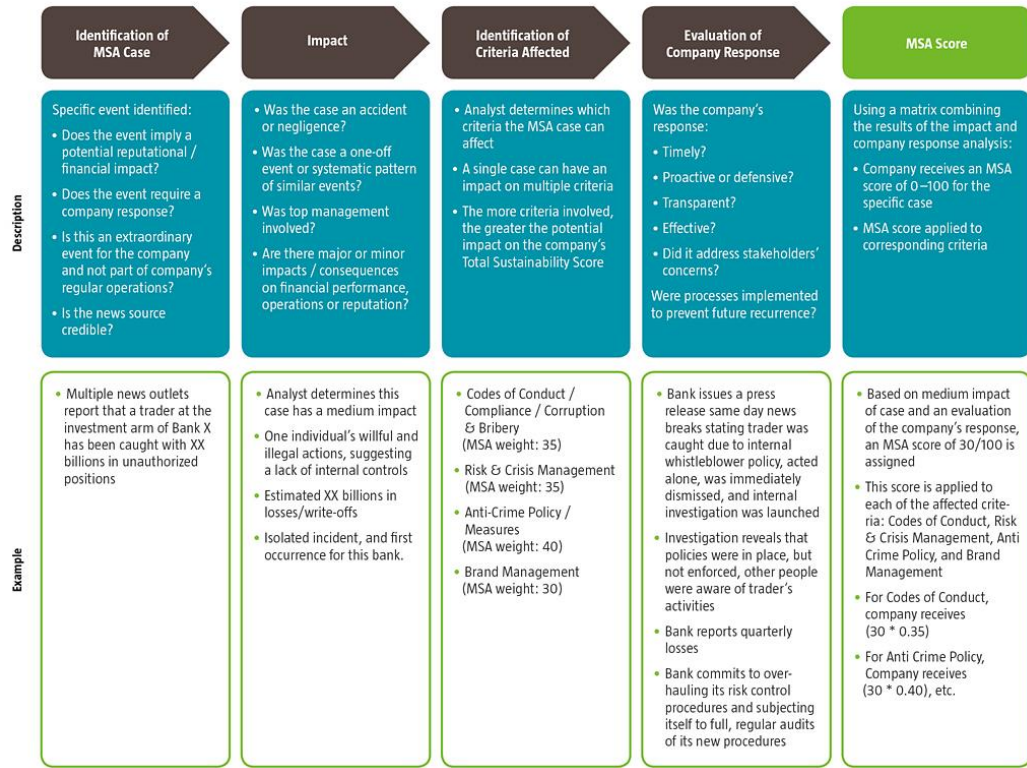 Identification of
MSA Case
Impact
Identification of
Criteria Affected
Evaluation of
Company Response
MSA Score
Description
Specific event identified:
• Does the event imply a
potential reputational /
financial impact?
• Does the event require a
company response?
• Is this an extraordinary
event for the company
and not part of company's
regular operations?
• Is the news source
credible?
• Was the case an accident
or negligence?
• Was the case a one-off
event or systematic pattern
of similar events?
• Was top management
involved?
• Are there major or minor
impacts / consequences
on financial performance,
operations or reputation?
• Analyst determines which
criteria the MSA case can
affect
• A single case can have an
impact on multiple criteria
• The more criteria involved,
the greater the potential
impact on the company's
Total Sustainability Score
Was the company's
response:
• Timely?
• Proactive or defensive?
• Transparent?
• Effective?
• Did it address stakeholders'
concerns?
Were processes implemented
to prevent future recurrence?
Using a matrix combining
the results of the impact and
company response analysis:
• Company receives an MSA
score of 0–100 for the
specific case
• MSA score applied to
corresponding criteria
Example
• Multiple news outlets
report that a trader at the
investment arm of Bank X
has been caught with XX
billions in unauthorized
positions
• Analyst determines this
case has a medium impact
• One individual's willful and
illegal actions, suggesting
a lack of internal controls
• Estimated XX billions in
losses/write-offs
• Isolated incident, and first
occurrence for this bank.
• Codes of Conduct /
Compliance / Corruption
& Bribery
(MSA weight: 35)
• Risk & Crisis Management
(MSA weight: 35)
• Anti-Crime Policy /
Measures
(MSA weight: 40)
• Brand Management
(MSA weight: 30)
• Bank issues a press
release same day news
breaks stating trader was
caught due to internal
whistleblower policy, acted
alone, was immediately
dismissed, and internal
investigation was launched
• Investigation reveals that
policies were in place, but
not enforced, other people
were aware of trader's
activities
• Bank reports quarterly
losses
• Bank commits to over-
hauling its risk control
procedures and subjecting
itself to full, regular audits
of its new procedures
• Based on medium impact
of case and an evaluation
of the company's response,
an MSA score of 30/100 is
assigned
• This score is applied to
each of the affected crite-
ria: Codes of Conduct, Risk
& Crisis Management, Anti
Crime Policy, and Brand
Management
• For Codes of Conduct,
company receives
(30 * 0.35)
• For Anti Crime Policy,
Company receives
(30 * 0.40), etc.